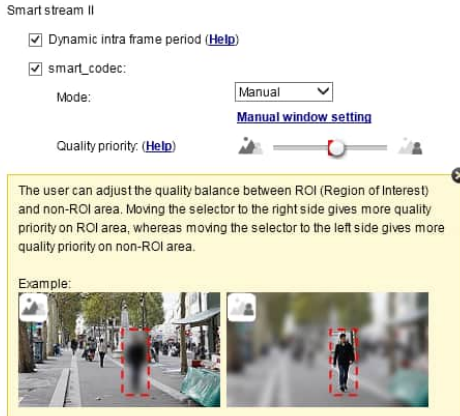 Smart stream II
Dynamic intra frame period (Help)
smart_codec:
Mode: Manual
Manual window setting
Quality priority: (Help)
The user can adjust the quality balance between ROI (Region of Interest)
and non-ROI area. Moving the selector to the right side gives more quality
priority on ROI area, whereas moving the selector to the left side gives more
quality priority on non-ROI area.
Example: